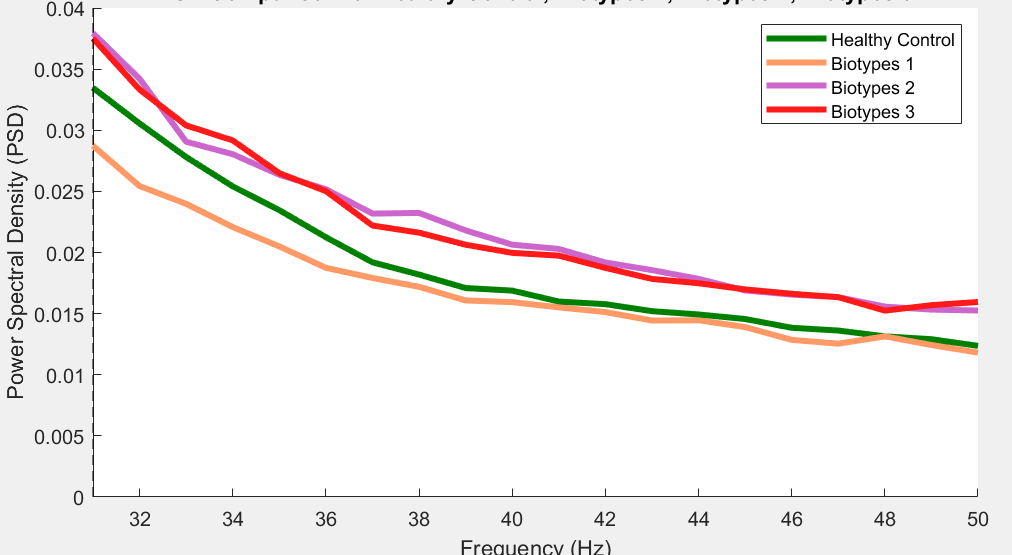 0.04
0.035
0.03
0.025
0.02
0.015
0.01
0.005
0
Power Spectral Density (PSD)
Healthy Control
Biotypes 1
Biotypes 2
Biotypes 3
32 34 36 38 40 42 44 46 48 50
Frequency (Hz)